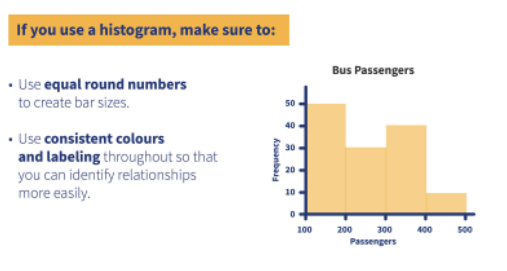 If you use a histogram, make sure to:
• Use equal round numbers
to create bar sizes.
• Use consistent colours
and labeling throughout so that
you can identify relationships
more easily.
Bus Passengers
Frequency
50
40
30
20
10
0
100 200 300 400 500
Passengers